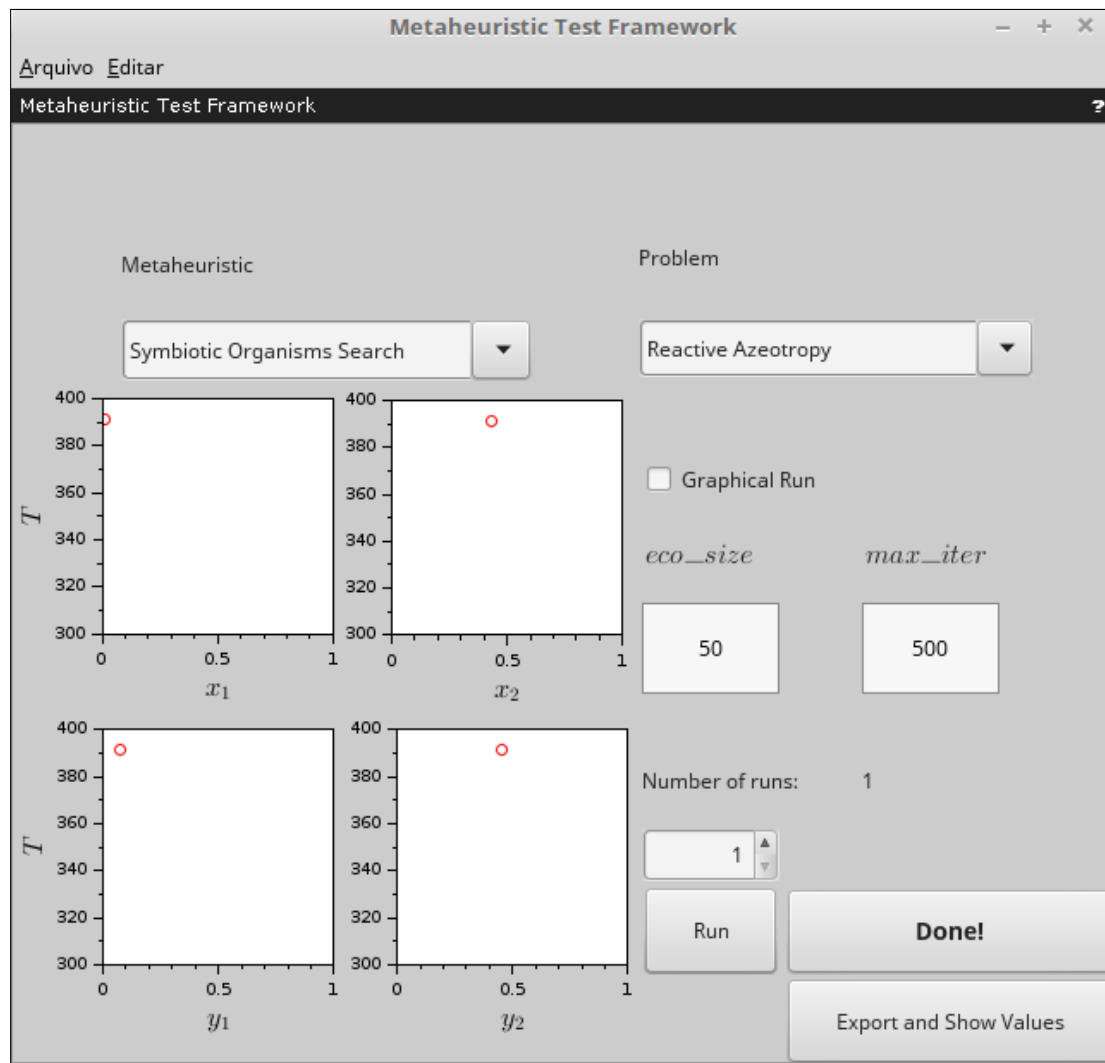 Metaheuristic Test Framework
Arquivo Editar
Metaheuristic Test Framework ?
Metaheuristic
Problem
Symbiotic Organisms Search
Reactive Azeotropy
400
380
360
340
320
300
T
0 0.5 1
x1
400
380
360
340
320
300
0 0.5 1
x2
Graphical Run
eco_size max_iter
50 500
400
380
360
340
320
300
T
0 0.5 1
y1
400
380
360
340
320
300
0 0.5 1
y2
Number of runs: 1
1
Run
Done!
Export and Show Values